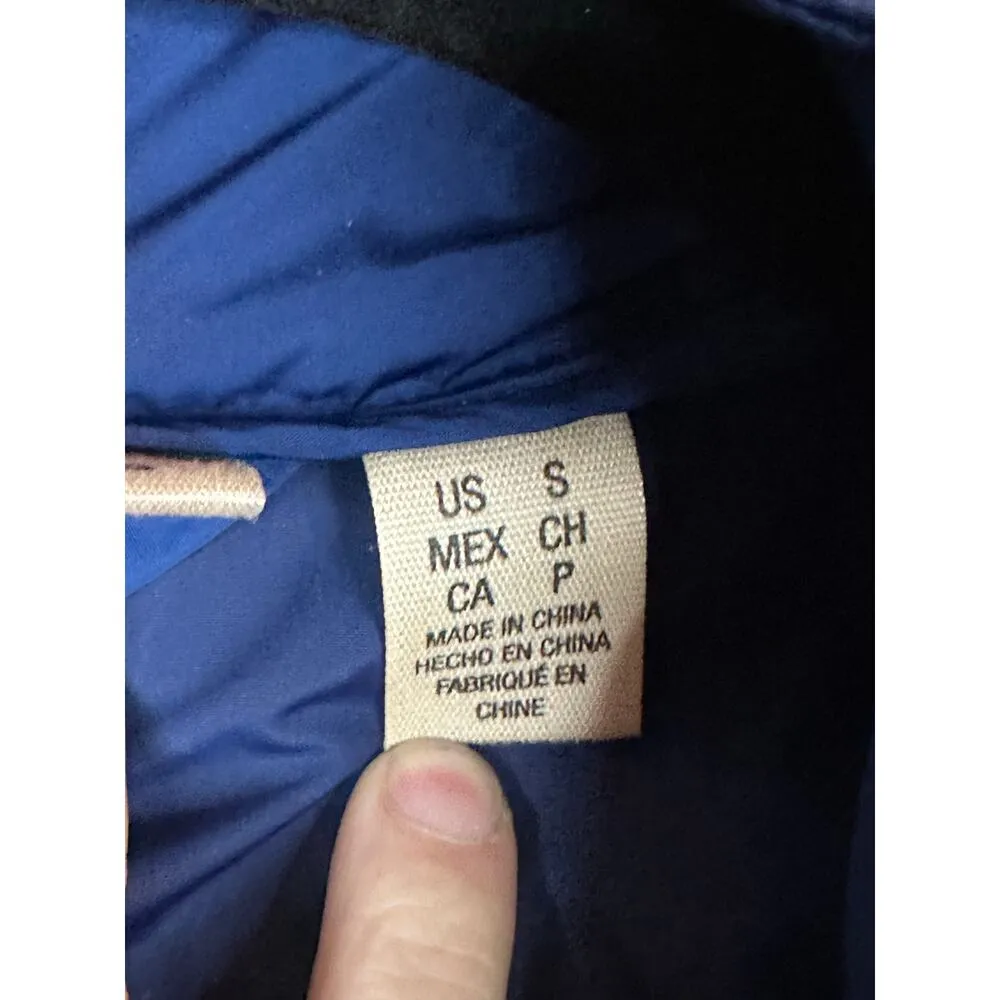 US S
MEX CH
CA P
MADE IN CHINA
HECHO EN CHINA
FABRIQUÉ EN
CHINE